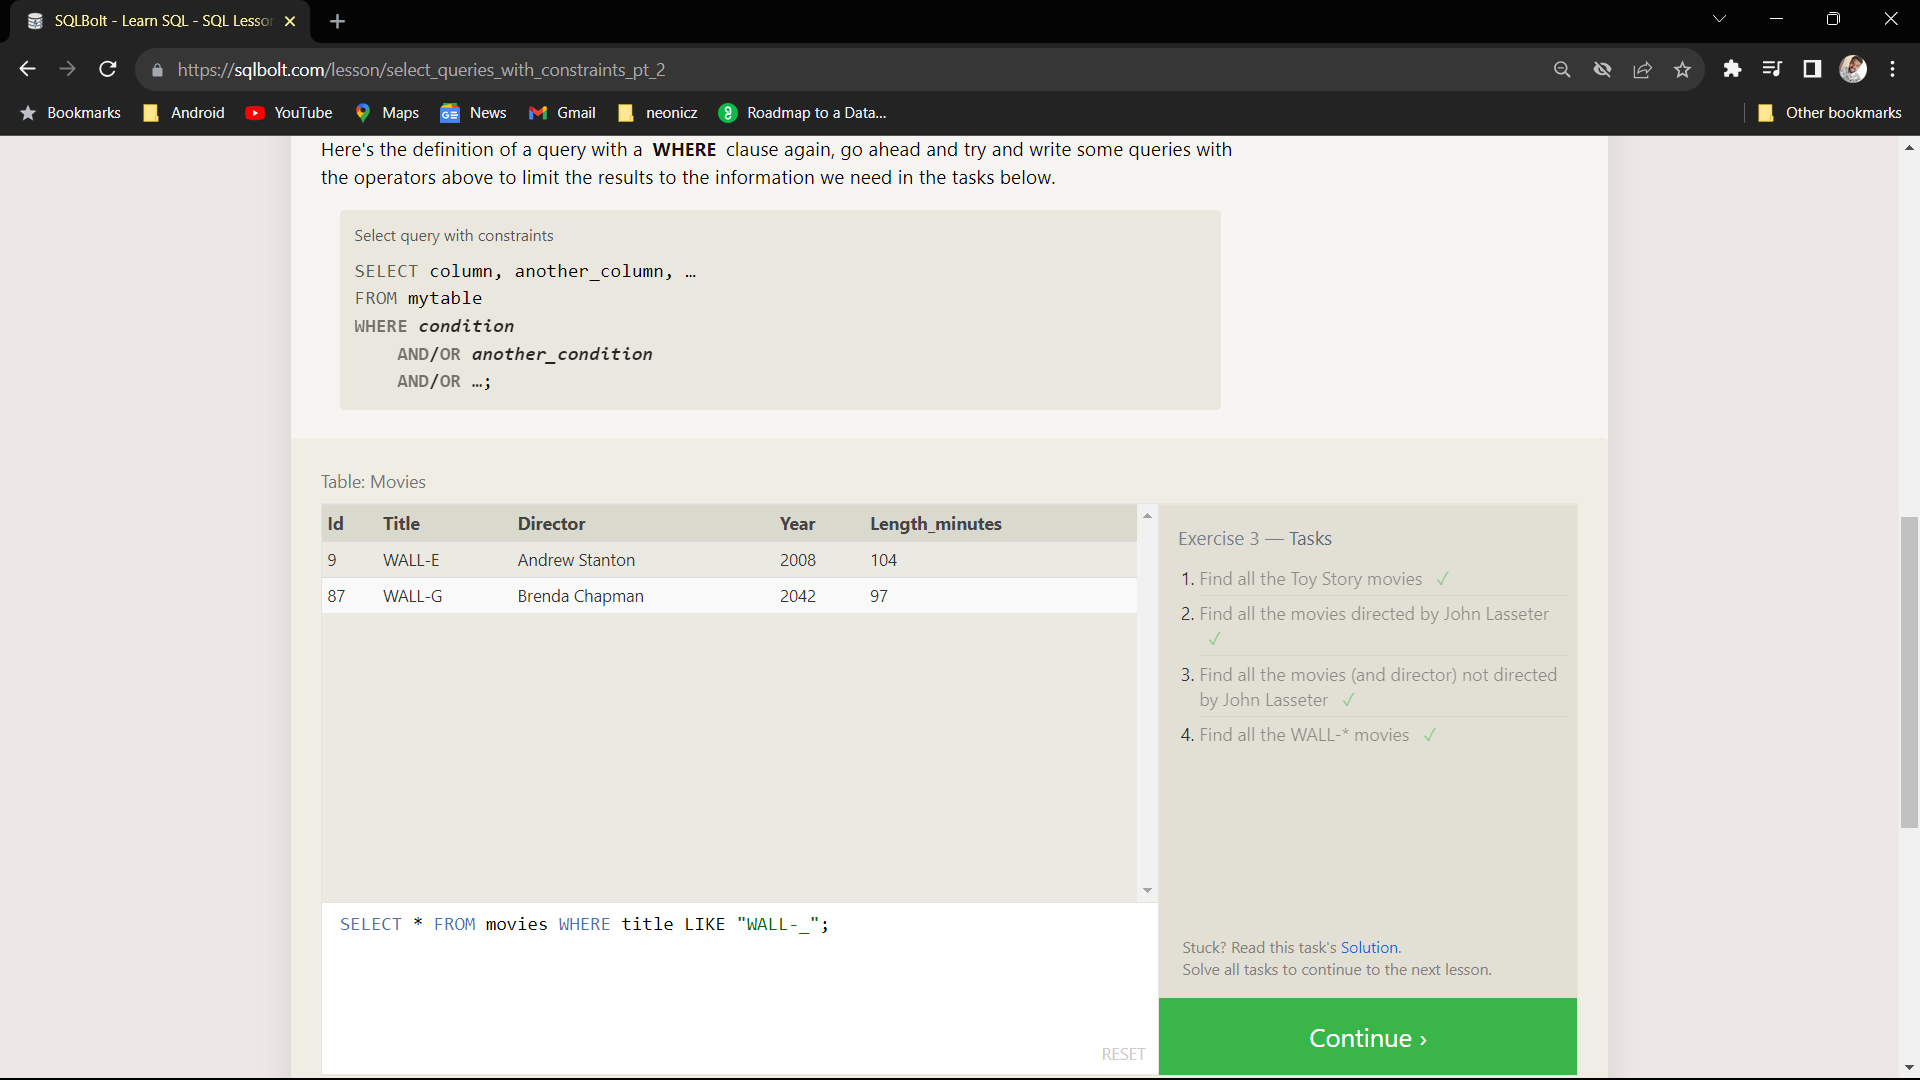 SQLBolt - Learn SQL - SQL Lesso
https://sqlbolt.com/lesson/select_queries_with_constraints_pt_2
Bookmarks Android YouTube Maps News Gmail neonicz Roadmap to a Data... Other bookmarks
Here's the definition of a query with a WHERE clause again, go ahead and try and write some queries with
the operators above to limit the results to the information we need in the tasks below.
Select query with constraints
SELECT column, another_column, …
FROM mytable
WHERE condition
AND/OR another_condition
AND/OR …;
Table: Movies
Id Title Director Year Length_minutes
9 WALL-E Andrew Stanton 2008 104
87 WALL-G Brenda Chapman 2042 97
SELECT * FROM movies WHERE title LIKE "WALL-_";
RESET
Exercise 3 — Tasks
1. Find all the Toy Story movies ✓
2. Find all the movies directed by John Lasseter
✓
3. Find all the movies (and director) not directed
by John Lasseter ✓
4. Find all the WALL-* movies ✓
Stuck? Read this task's Solution.
Solve all tasks to continue to the next lesson.
Continue ›